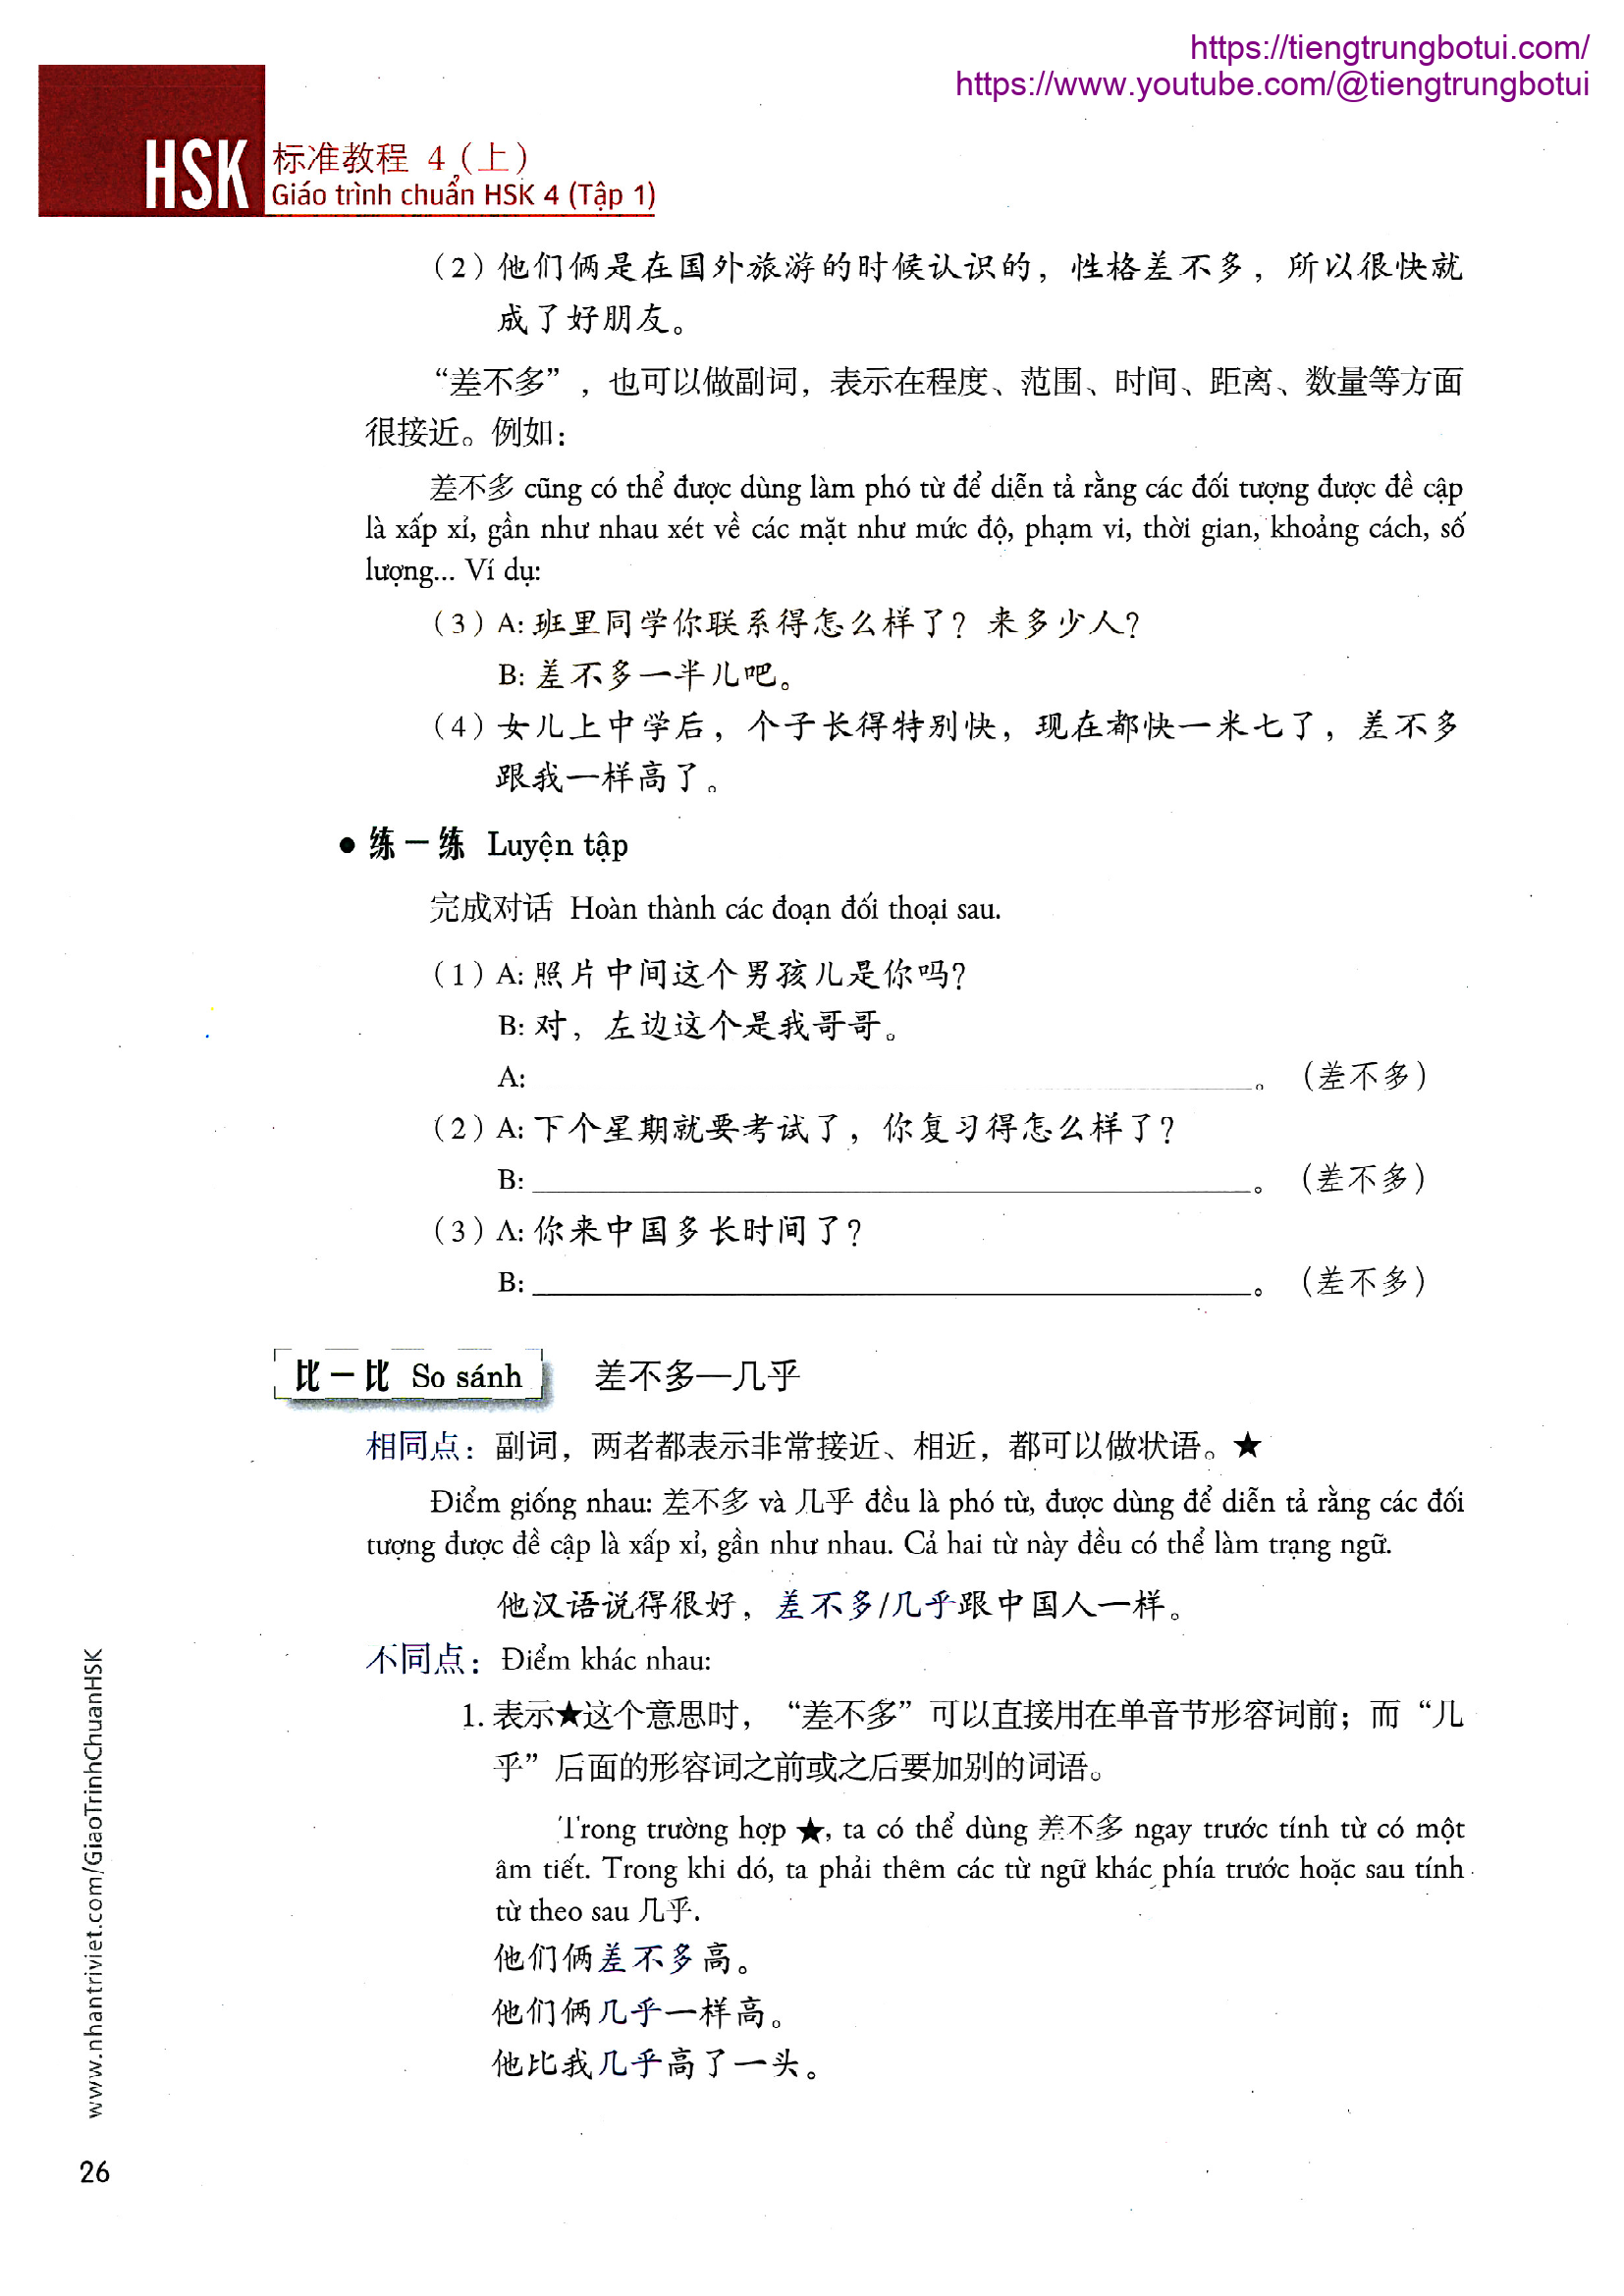 https://tiengtrungbotui.com/
https://www.youtube.com/@tiengtrungbotui
HSK 标准教程 4 (上)
Giáo trình chuẩn HSK 4 (Tập 1)
(2) 他们俩是在国外旅游的时候认识的，性格差不多，所以很快就
成了好朋友。
“差不多”，也可以做副词，表示在程度、范围、时间、距离、数量等方面
很接近。例如：
差不多 cũng có thể được dùng làm phó từ để diễn tả rằng các đối tượng được đề cập
là xấp xỉ, gần như nhau xét về các mặt như mức độ, phạm vi, thời gian, khoảng cách, số
lượng... Ví dụ:
(3) A: 班里同学你联系得怎么样了？来多少人？
B: 差不多一半儿吧。
(4) 女儿上中学后，个子长得特别快，现在都快一米七了，差不多
跟我一样高了。
● 练一练 Luyện tập
完成对话 Hoàn thành các đoạn đối thoại sau.
(1) A: 照片中间这个男孩儿是你吗？
B: 对，左边这个是我哥哥。
A: ______________________________。（差不多）
(2) A: 下个星期就要考试了，你复习得怎么样了？
B: ______________________________。（差不多）
(3) A: 你来中国多长时间了？
B: ______________________________。（差不多）
比一比 So sánh 差不多—几乎
相同点：副词，两者都表示非常接近、相近，都可以做状语。★
Điểm giống nhau: 差不多 và 几乎 đều là phó từ, được dùng để diễn tả rằng các đối
tượng được đề cập là xấp xỉ, gần như nhau. Cả hai từ này đều có thể làm trạng ngữ.
他汉语说得很好，差不多/几乎跟中国人一样。
不同点：Điểm khác nhau:
1. 表示★这个意思时，“差不多”可以直接用在单音节形容词前；而“几
乎”后面的形容词之前或之后要加别的词语。
Trong trường hợp ★, ta có thể dùng 差不多 ngay trước tính từ có một
âm tiết. Trong khi đó, ta phải thêm các từ ngữ khác phía trước hoặc sau tính
từ theo sau 几乎.
他们俩差不多高。
他们俩几乎一样高。
他比我几乎高了一头。
www.nhantriviet.com/GiaoTrinhChuanHSK
26